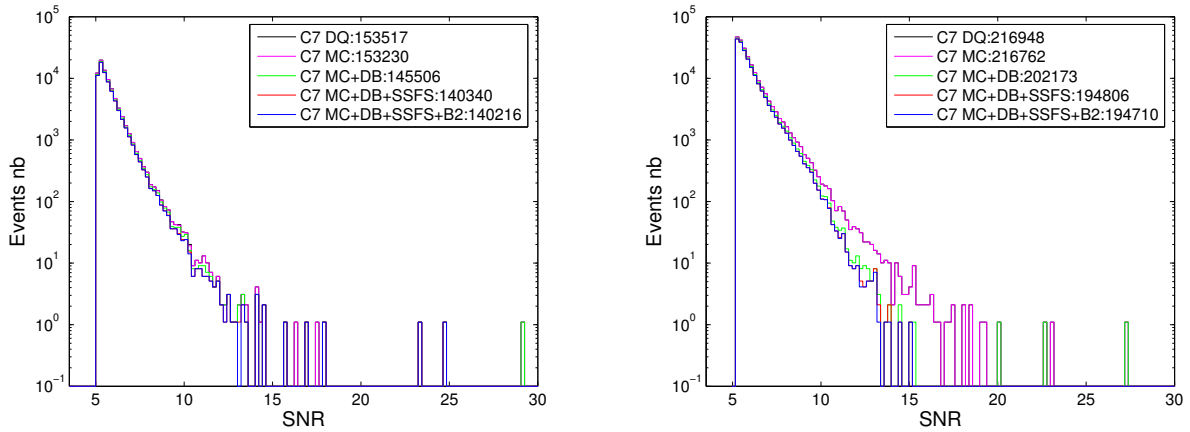 10^5
10^4
10^3
10^2
10^1
10^0
10^-1
Events nb
5
10
15
20
25
30
SNR
C7 DQ:153517
C7 MC:153230
C7 MC+DB:145506
C7 MC+DB+SSFS:140340
C7 MC+DB+SSFS+B2:140216
10^5
10^4
10^3
10^2
10^1
10^0
10^-1
Events nb
5
10
15
20
25
30
SNR
C7 DQ:216948
C7 MC:216762
C7 MC+DB:202173
C7 MC+DB+SSFS:194806
C7 MC+DB+SSFS+B2:194710